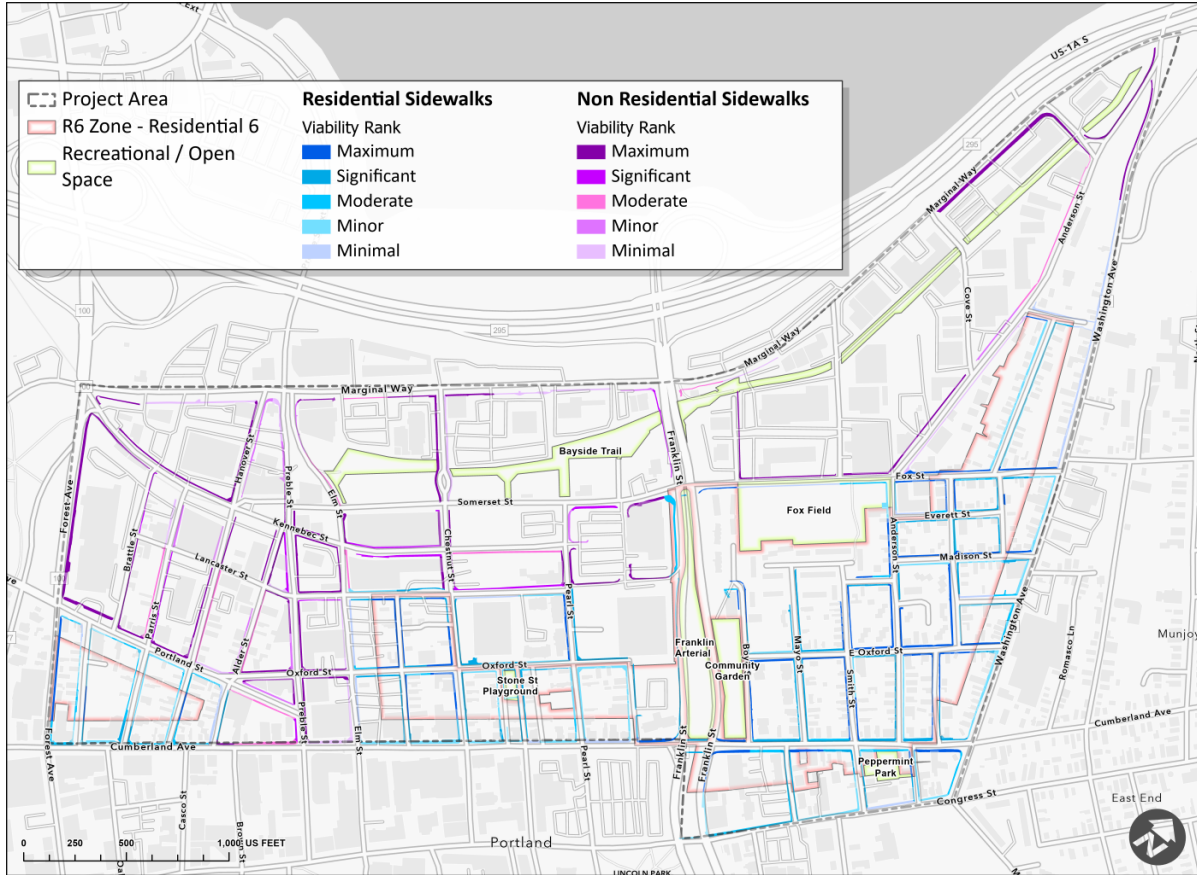 Ext
US-1A S
Project Area
R6 Zone - Residential 6
Recreational / Open
Space
Residential Sidewalks
Viability Rank
Maximum
Significant
Moderate
Minor
Minimal
Non Residential Sidewalks
Viability Rank
Maximum
Significant
Moderate
Minor
Minimal
295
Marginal Way
Anderson St
Washington Ave
100
295
Cove St
Marginal Way
100
Marginal Way
Hanover St
Franklin St
Bayside Trail
Preble St
Elm St
Fox St
Forest Ave
Somerset St
Fox Field
Everett St
Kennebec St
Chestnut St
Anderson St
Brattle St
Lancaster St
Madison St
100
Parris St
Pearl St
Washington Ave
Romasco Ln
Munjoy
Portland St
Alder St
Franklin
Arterial
Mayo St
Smith St
E Oxford St
Oxford St
Oxford St
Community
Garden
Stone St
Playground
Preble St
Cumberland Ave
Cumberland Ave
Elm St
Forest Ave
Pearl St
Franklin St
Franklin St
Peppermint
Park
Congress St
East End
Casco St
0 250 500 1,000 US FEET
Portland
LINCOLN PARK